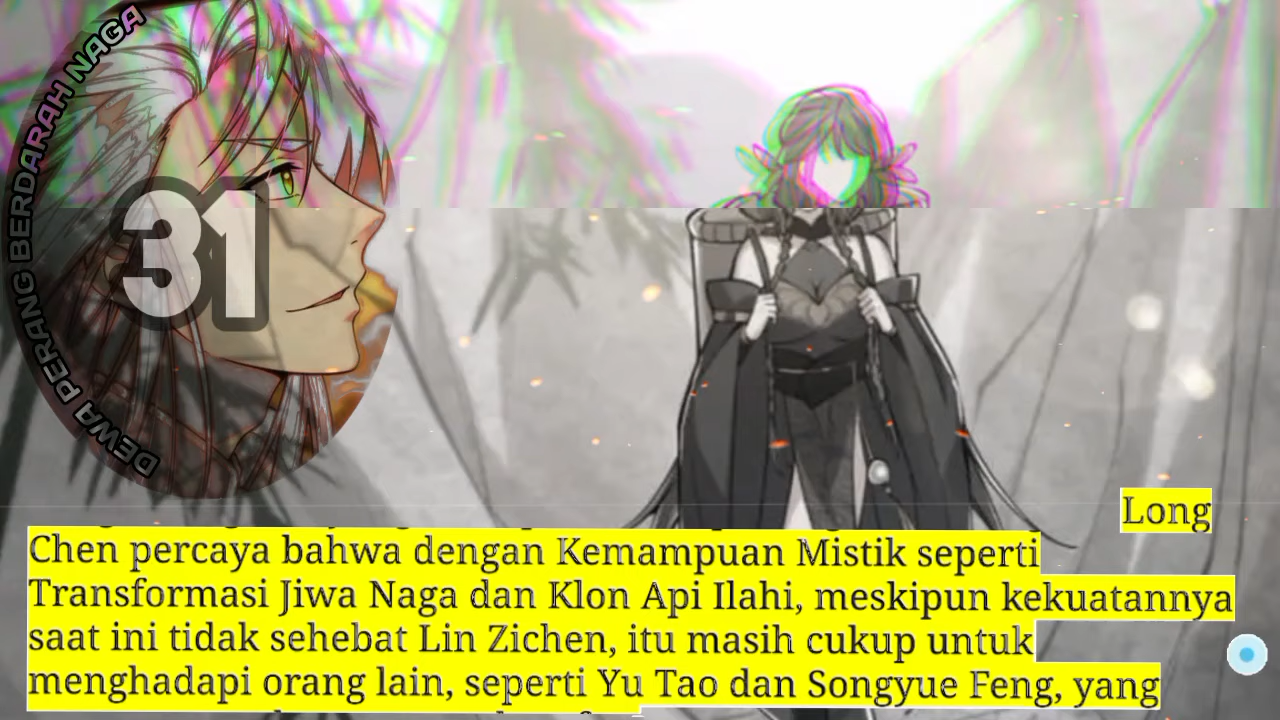 DEWA PERANG BERDARAH NAGA
31
Long
Chen percaya bahwa dengan Kemampuan Mistik seperti
Transformasi Jiwa Naga dan Klon Api Ilahi, meskipun kekuatannya
saat ini tidak sehebat Lin Zichen, itu masih cukup untuk
menghadapi orang lain, seperti Yu Tao dan Songyue Feng, yang